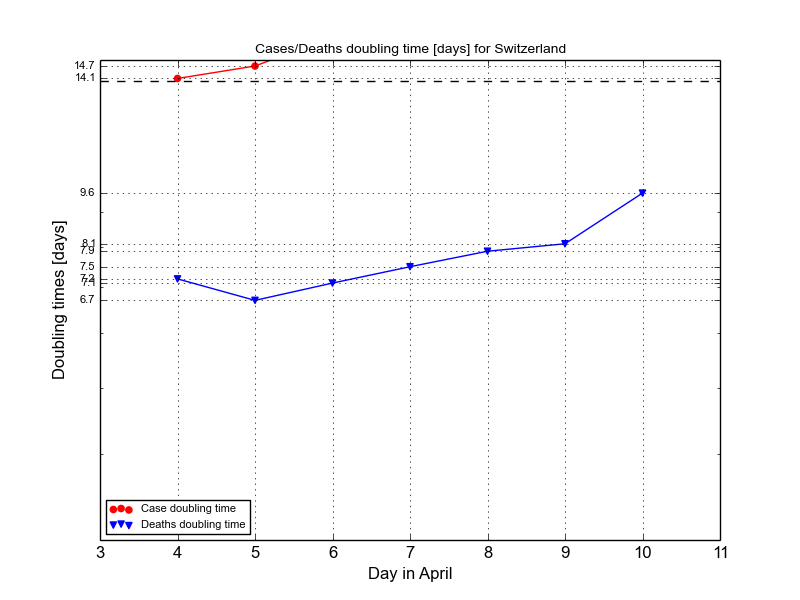 Cases/Deaths doubling time [days] for Switzerland
14.7
14.1
9.6
8.1
7.9
7.5
7.2
7.1
6.7
Doubling times [days]
Case doubling time
Deaths doubling time
3 4 5 6 7 8 9 10 11
Day in April